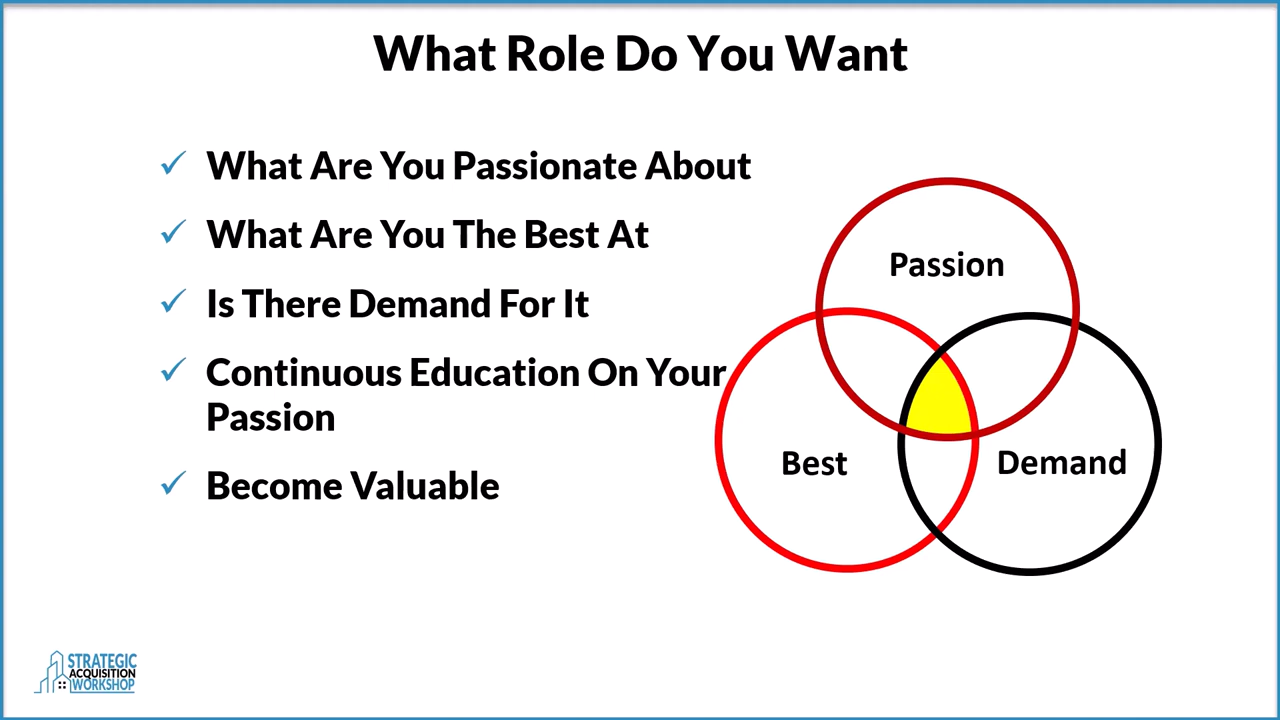 What Role Do You Want
What Are You Passionate About
What Are You The Best At
Is There Demand For It
Continuous Education On Your
Passion
Become Valuable
Passion
Best
Demand
STRATEGIC
ACQUISITION
WORKSHOP